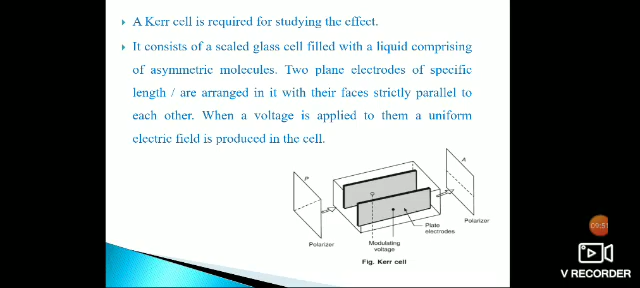 A Kerr cell is required for studying the effect.
It consists of a scaled glass cell filled with a liquid comprising
of asymmetric molecules. Two plane electrodes of specific
length / are arranged in it with their faces strictly parallel to
each other. When a voltage is applied to them a uniform
electric field is produced in the cell.
P
A
Polarizer
Plate
electrodes
Polarizer
Modulating
voltage
Fig. Kerr cell
09:51
V RECORDER